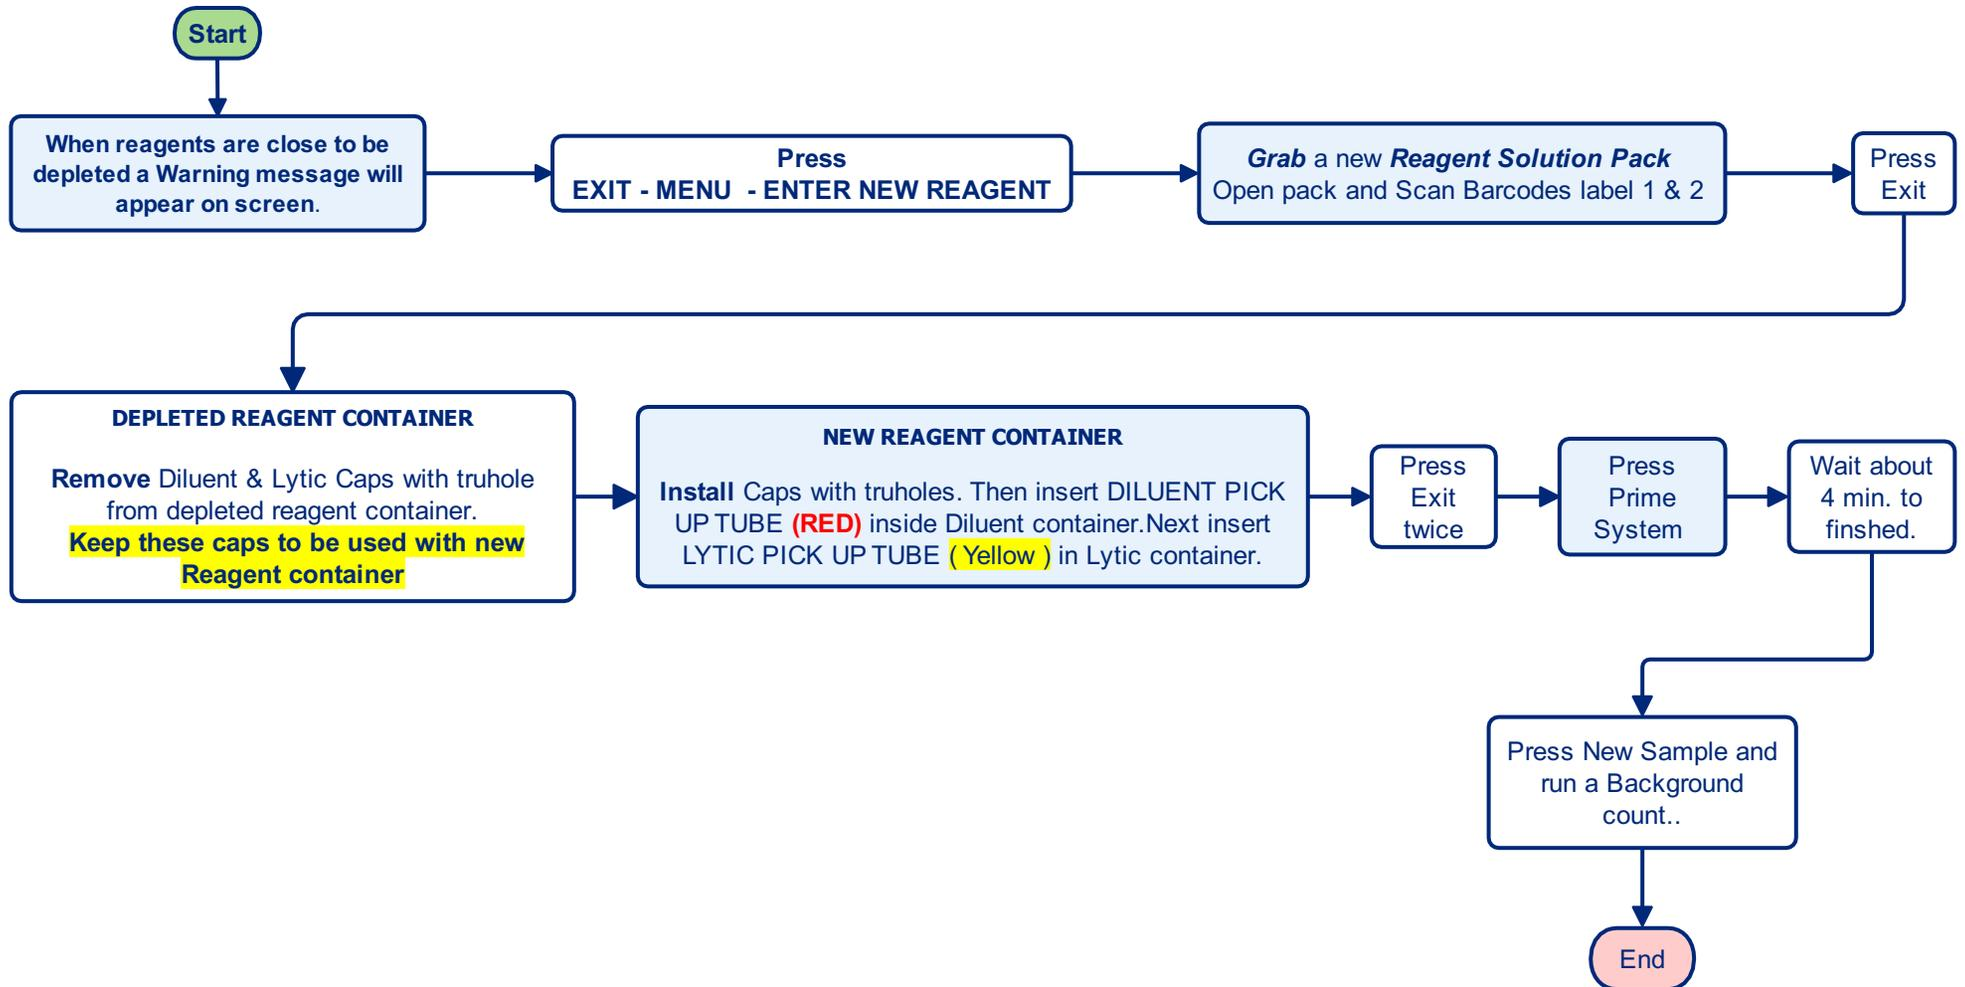 Start
When reagents are close to be
depleted a Warning message will
appear on screen.
Press
EXIT - MENU  - ENTER NEW REAGENT
Grab a new Reagent Solution Pack
Open pack and Scan Barcodes label 1 & 2
Press
Exit
DEPLETED REAGENT CONTAINER
Remove Diluent & Lytic Caps with truhole
from depleted reagent container.
Keep these caps to be used with new
Reagent container
NEW REAGENT CONTAINER
Install Caps with truholes. Then insert DILUENT PICK
UP TUBE (RED) inside Diluent container.Next insert
LYTIC PICK UP TUBE ( Yellow ) in Lytic container.
Press
Exit
twice
Press
Prime
System
Wait about
4 min. to
finshed.
Press New Sample and
run a Background
count..
End